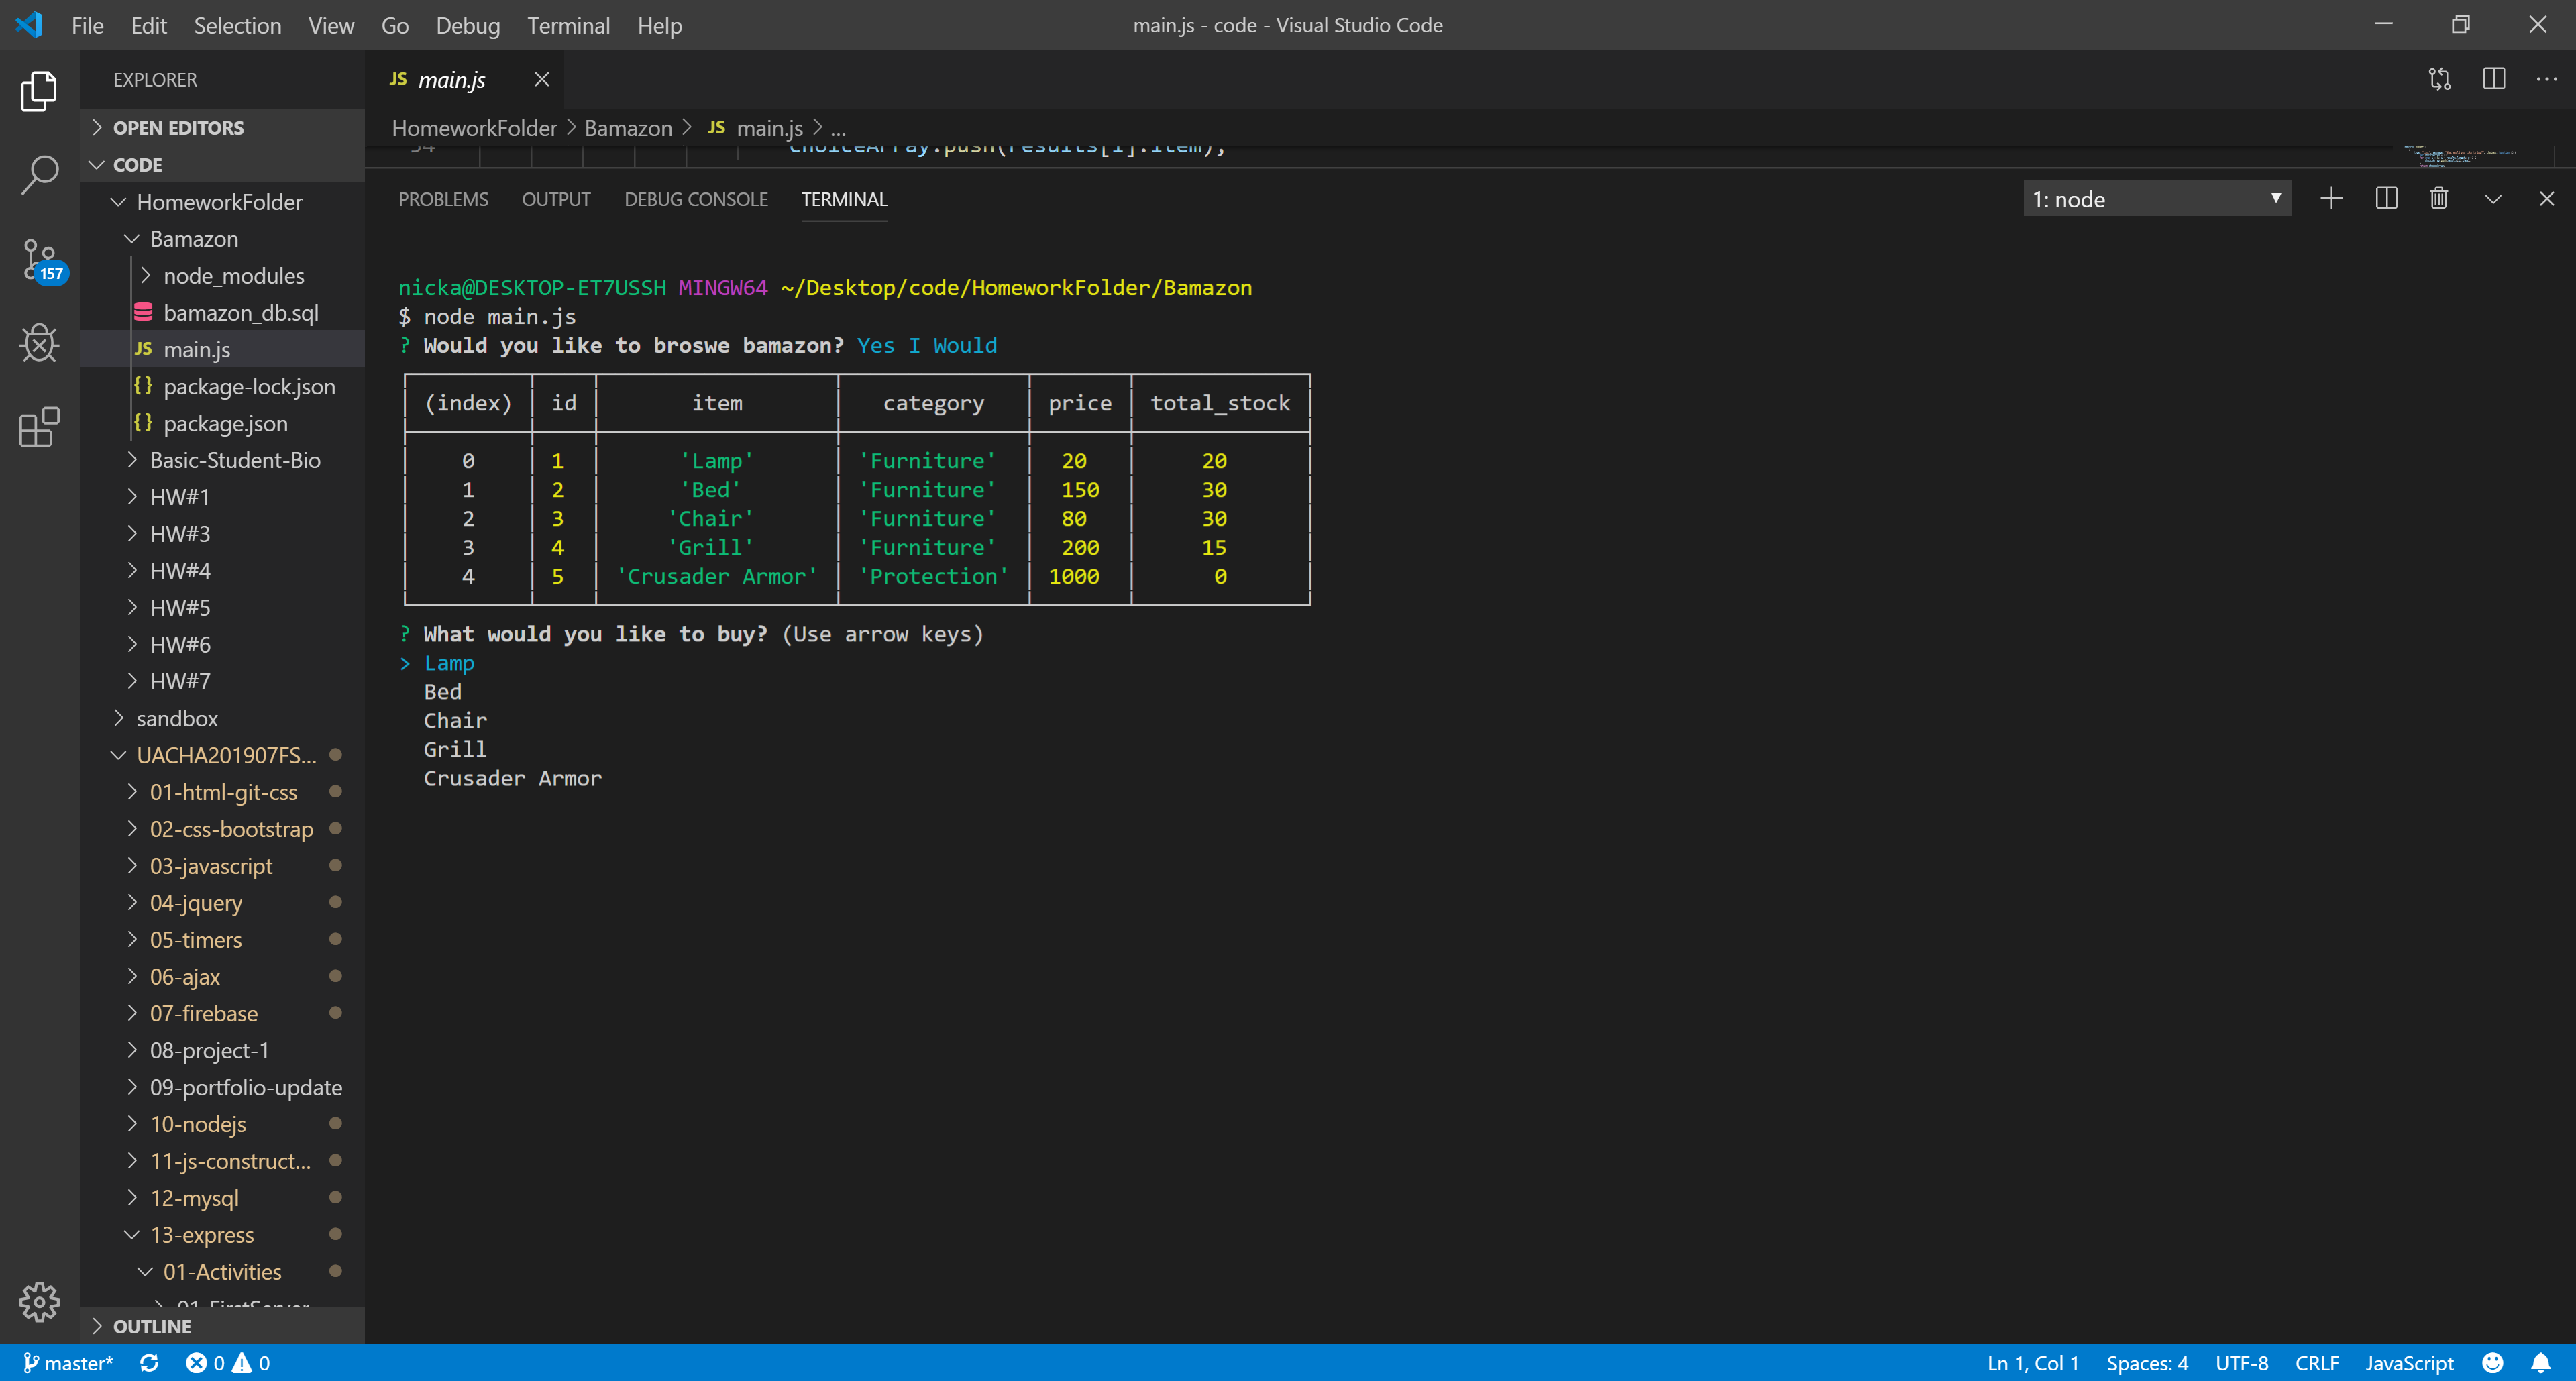 File Edit Selection View Go Debug Terminal Help
main.js - code - Visual Studio Code
EXPLORER
OPEN EDITORS
CODE
HomeworkFolder
Bamazon
node_modules
bamazon_db.sql
JS main.js
{} package-lock.json
{} package.json
Basic-Student-Bio
HW#1
HW#3
HW#4
HW#5
HW#6
HW#7
sandbox
UACHA201907FS...
01-html-git-css
02-css-bootstrap
03-javascript
04-jquery
05-timers
06-ajax
07-firebase
08-project-1
09-portfolio-update
10-nodejs
11-js-construct...
12-mysql
13-express
01-Activities
01-FirstServer
OUTLINE
157
JS main.js
HomeworkFolder > Bamazon > JS main.js > ...
54 choiceArray.push(results[i].item);
PROBLEMS OUTPUT DEBUG CONSOLE TERMINAL
1: node
nicka@DESKTOP-ET7USSH MINGW64 ~/Desktop/code/HomeworkFolder/Bamazon
$ node main.js
? Would you like to broswe bamazon? Yes I Would
(index) id item category price total_stock
0 1 'Lamp' 'Furniture' 20 20
1 2 'Bed' 'Furniture' 150 30
2 3 'Chair' 'Furniture' 80 30
3 4 'Grill' 'Furniture' 200 15
4 5 'Crusader Armor' 'Protection' 1000 0
? What would you like to buy? (Use arrow keys)
> Lamp
Bed
Chair
Grill
Crusader Armor
master* 0 0
Ln 1, Col 1 Spaces: 4 UTF-8 CRLF JavaScript